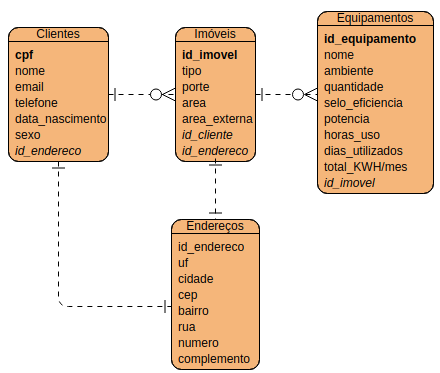 Clientes
cpf
nome
email
telefone
data_nascimento
sexo
id_endereco
Imóveis
id_imovel
tipo
porte
area
area_externa
id_cliente
id_endereco
Equipamentos
id_equipamento
nome
ambiente
quantidade
selo_eficiencia
potencia
horas_uso
dias_utilizados
total_KWH/mes
id_imovel
Endereços
id_endereco
uf
cidade
cep
bairro
rua
numero
complemento